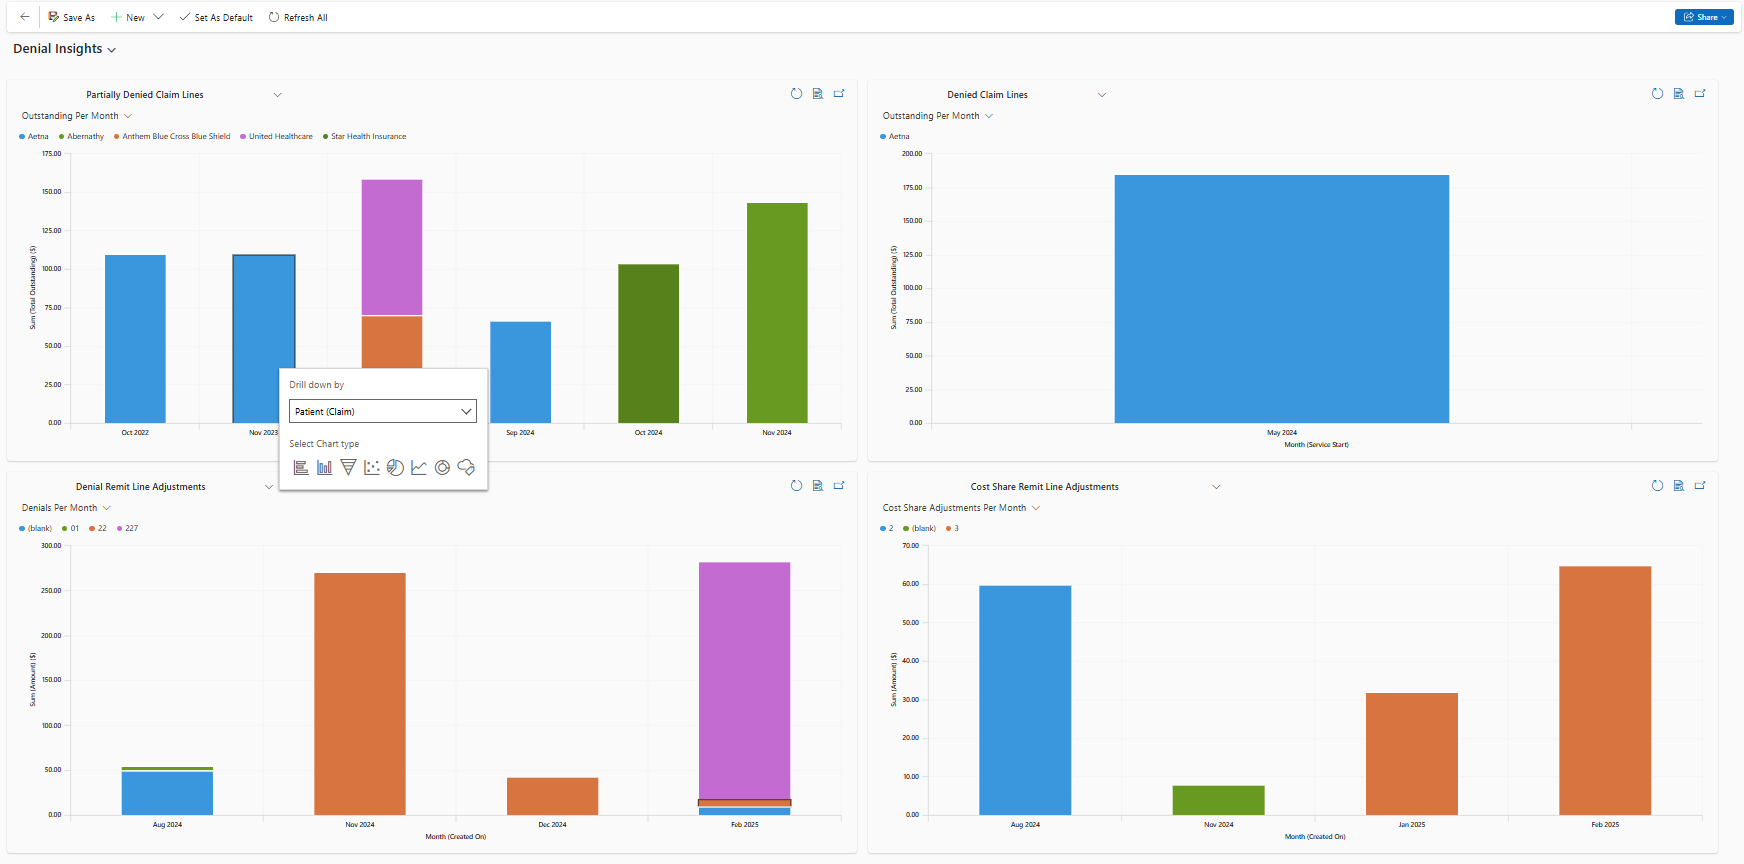 Save As New Set As Default Refresh All Share
Denial Insights
Partially Denied Claim Lines
Outstanding Per Month
Aetna Abernathy Anthem Blue Cross Blue Shield United Healthcare Star Health Insurance
175.00
150.00
125.00
100.00
75.00
50.00
25.00
0.00
Sum (Total Outstanding) ($)
Oct 2022 Nov 2023 Sep 2024 Oct 2024 Nov 2024
Drill down by
Patient (Claim)
Select Chart type
Denied Claim Lines
Outstanding Per Month
Aetna
200.00
175.00
150.00
125.00
100.00
75.00
50.00
25.00
0.00
Sum (Total Outstanding) ($)
May 2024
Month (Service Start)
Denial Remit Line Adjustments
Denials Per Month
(blank) 01 22 227
300.00
250.00
200.00
150.00
100.00
50.00
0.00
Sum (Amount) ($)
Aug 2024 Nov 2024 Dec 2024 Feb 2025
Month (Created On)
Cost Share Remit Line Adjustments
Cost Share Adjustments Per Month
2 (blank) 3
70.00
60.00
50.00
40.00
30.00
20.00
10.00
0.00
Sum (Amount) ($)
Aug 2024 Nov 2024 Jan 2025 Feb 2025
Month (Created On)